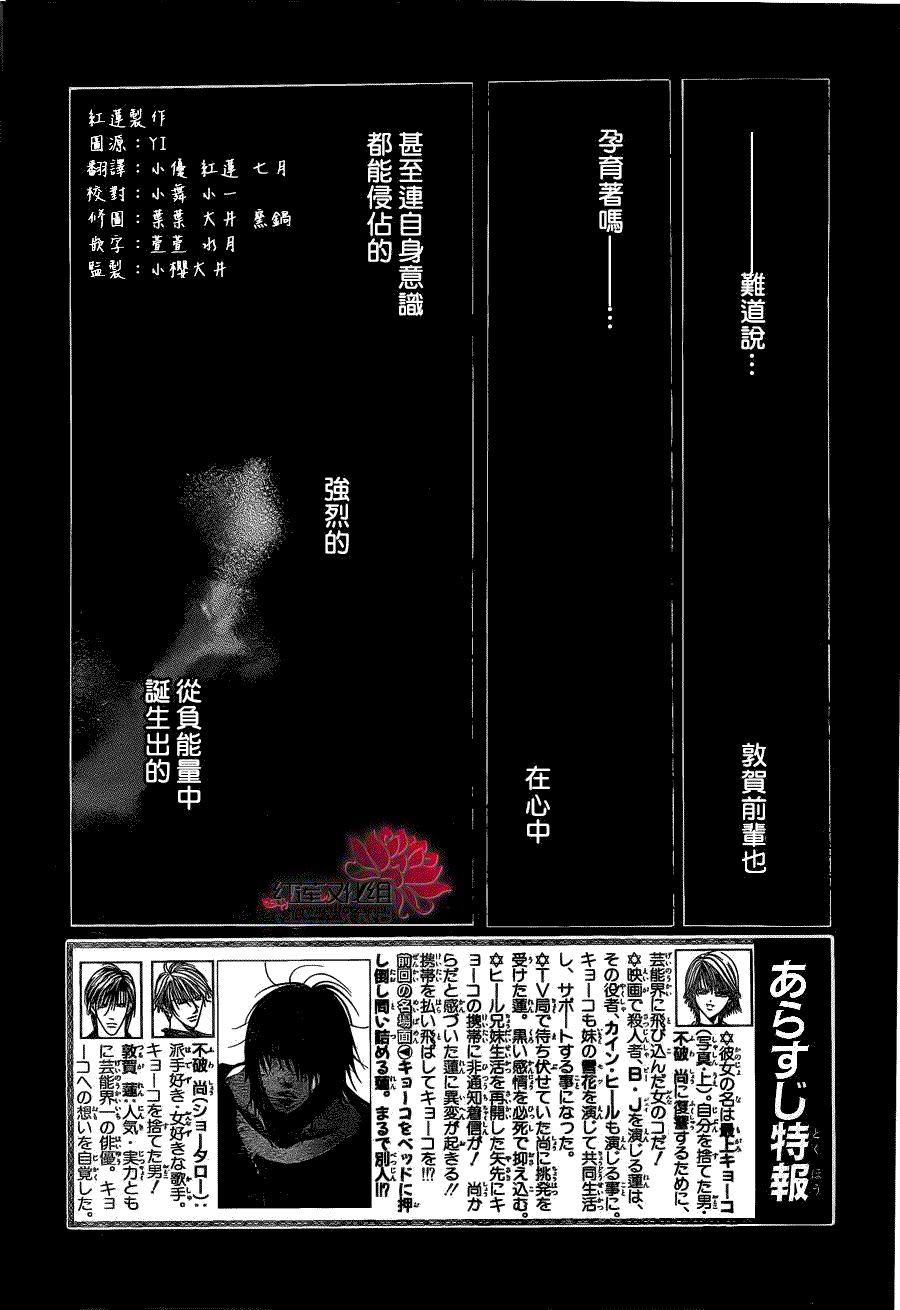 ──難道說…
敦賀前輩也
在心中
孕育著嗎──…
甚至連自身意識
都能侵佔的
強烈的
從負能量中
誕生出的
紅蓮製作
圖源：YI
翻譯：小優 紅蓮 七月
校對：小舞 小一
修圖：葉葉 大井 黑鍋
嵌字：萱萱 水月
監製：小櫻大井
紅莲汉化组
あらすじ特報
✡彼女の名は最上キョーコ
（写真・上）。自分を捨てた男・
不破 尚に復讐するために、
芸能界に飛び込んだ女のコだ！
✡映画で殺人者、B・Jを演じる蓮は、
その役者、カイン・ヒールも演じる事に。
キョーコも妹の雪花を演じて共同生活
し、サポートする事になった。
✡TV局で待ち伏せていた尚に挑発を
受けた蓮。黒い感情を必死で抑え込む。
✡ヒール兄妹生活を再開した矢先にキ
ョーコの携帯に非通知着信が！ 尚か
らだと感づいた蓮に異変が起きる!!
携帯を払い飛ばしてキョーコを!!?
前回の名場面◀キョーコをベッドに押
し倒し問い詰める蓮。まるで別人!?
不破 尚（ショータロー）：
派手好き・女好きな歌手。
キョーコを捨てた男！
敦賀 蓮：人気・実力とも
に芸能界一の俳優。キョ
ーコへの想いを自覚した。